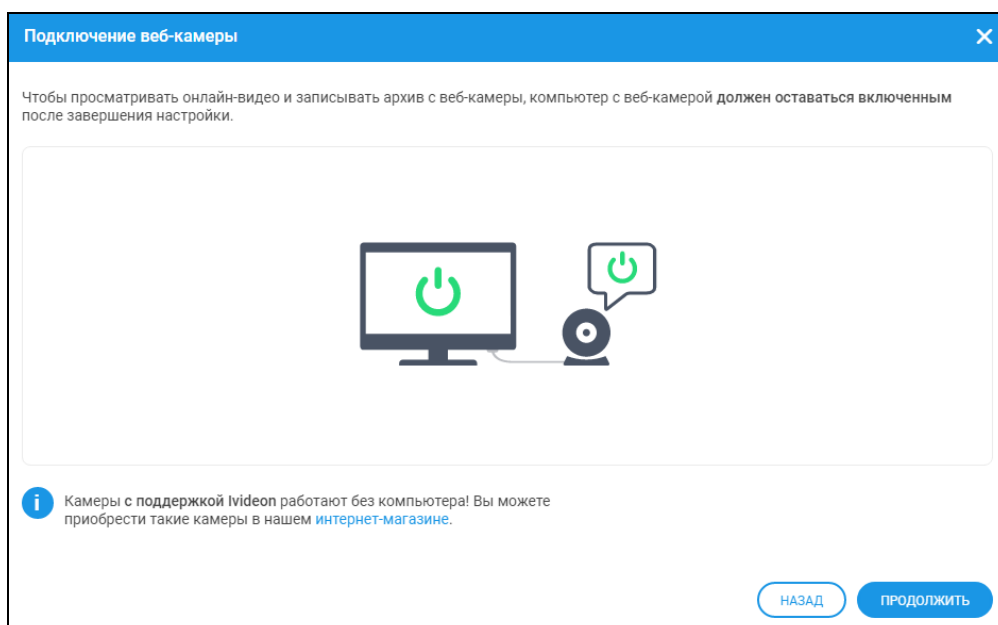 Подключение веб-камеры
Чтобы просматривать онлайн-видео и записывать архив с веб-камеры, компьютер с веб-камерой должен оставаться включенным
после завершения настройки.
Камеры с поддержкой Ivideon работают без компьютера! Вы можете
приобрести такие камеры в нашем интернет-магазине.
НАЗАД
ПРОДОЛЖИТЬ